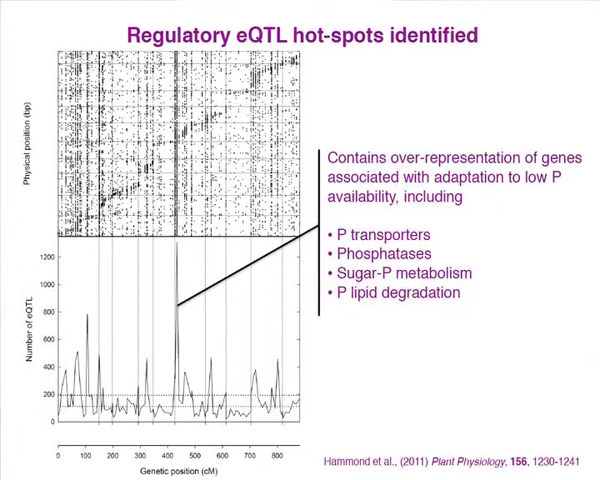 Regulatory eQTL hot-spots identified
Physical position (bp)
Contains over-representation of genes
associated with adaptation to low P
availability, including
• P transporters
• Phosphatases
• Sugar-P metabolism
• P lipid degradation
Number of eQTL
1200
1000
800
600
400
200
0
0 100 200 300 400 500 600 700 800
Genetic position (cM)
Hammond et al., (2011) Plant Physiology, 156, 1230-1241